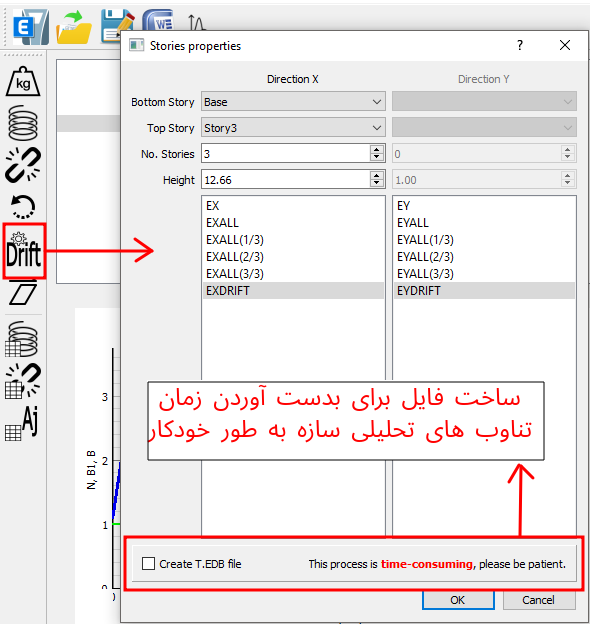 E
W
Stories properties
?
kg
Direction X
Direction Y
Bottom Story
Base
Top Story
Story3
No. Stories
3
0
Height
12.66
1.00
EX
EXALL
EXALL(1/3)
EXALL(2/3)
EXALL(3/3)
EXDRIFT
EY
EYALL
EYALL(1/3)
EYALL(2/3)
EYALL(3/3)
EYDRIFT
Drift
Aj
ساخت فایل برای بدست آوردن زمان
تناوب های تحلیلی سازه به طور خودکار
N, B1, B
3
2
1
0
Create T.EDB file
This process is time-consuming, please be patient.
OK
Cancel